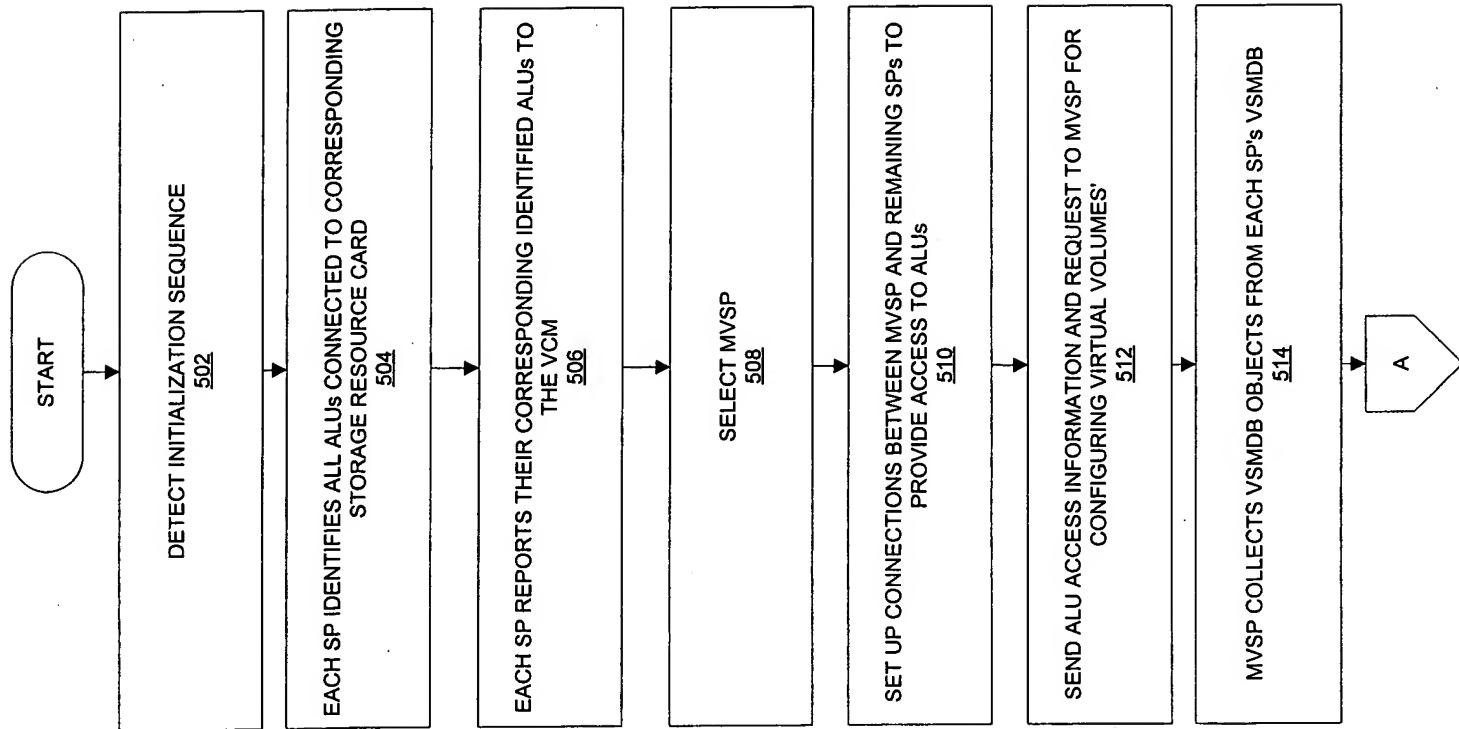 START
DETECT INITIALIZATION SEQUENCE
502
EACH SP IDENTIFIES ALL ALUs CONNECTED TO CORRESPONDING
STORAGE RESOURCE CARD
504
EACH SP REPORTS THEIR CORRESPONDING IDENTIFIED ALUs TO
THE VCM
506
SELECT MVSP
508
SET UP CONNECTIONS BETWEEN MVSP AND REMAINING SPs TO
PROVIDE ACCESS TO ALUs
510
SEND ALU ACCESS INFORMATION AND REQUEST TO MVSP FOR
CONFIGURING VIRTUAL VOLUMES'
512
MVSP COLLECTS VSMDB OBJECTS FROM EACH SP's VSMDB
514
A